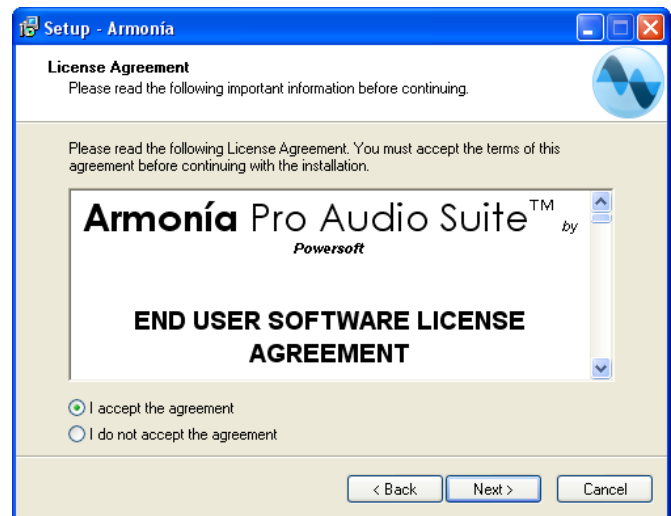 Setup - Armonía
License Agreement
Please read the following important information before continuing.
Please read the following License Agreement. You must accept the terms of this
agreement before continuing with the installation.
Armonía Pro Audio Suite™ by
Powersoft
END USER SOFTWARE LICENSE
AGREEMENT
I accept the agreement
I do not accept the agreement
< Back Next > Cancel